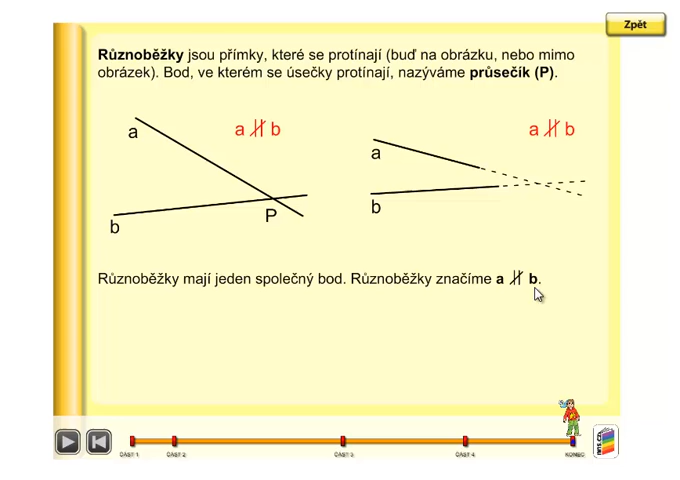 Zpět
Různoběžky jsou přímky, které se protínají (buď na obrázku, nebo mimo
obrázek). Bod, ve kterém se úsečky protínají, nazýváme průsečík (P).
a ∦ b
a ∦ b
a
a
b
P
b
Různoběžky mají jeden společný bod. Různoběžky značíme a ∦ b.
ČÁST 1
ČÁST 2
ČÁST 3
ČÁST 4
KONEC